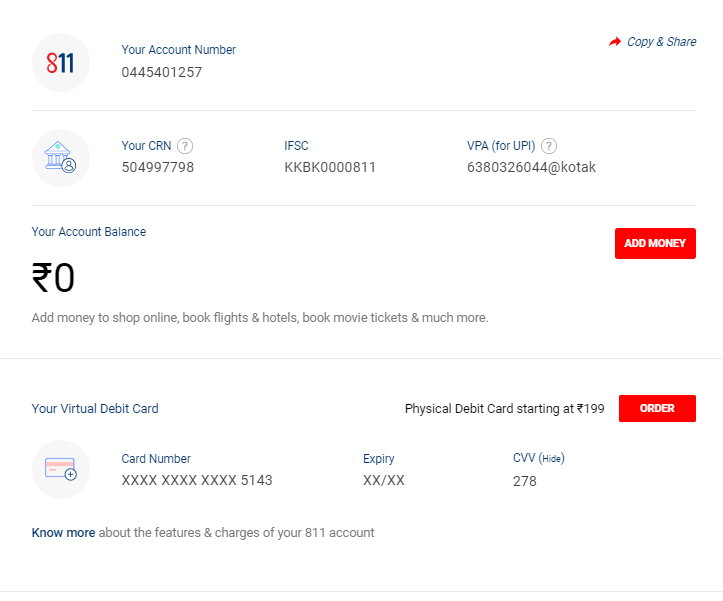 811
Your Account Number
0445401257
Copy & Share
Your CRN ?
504997798
IFSC
KKBK0000811
VPA (for UPI) ?
6380326044@kotak
Your Account Balance
ADD MONEY
₹0
Add money to shop online, book flights & hotels, book movie tickets & much more.
Your Virtual Debit Card
Physical Debit Card starting at ₹199
ORDER
Card Number
XXXX XXXX XXXX 5143
Expiry
XX/XX
CVV (Hide)
278
Know more about the features & charges of your 811 account